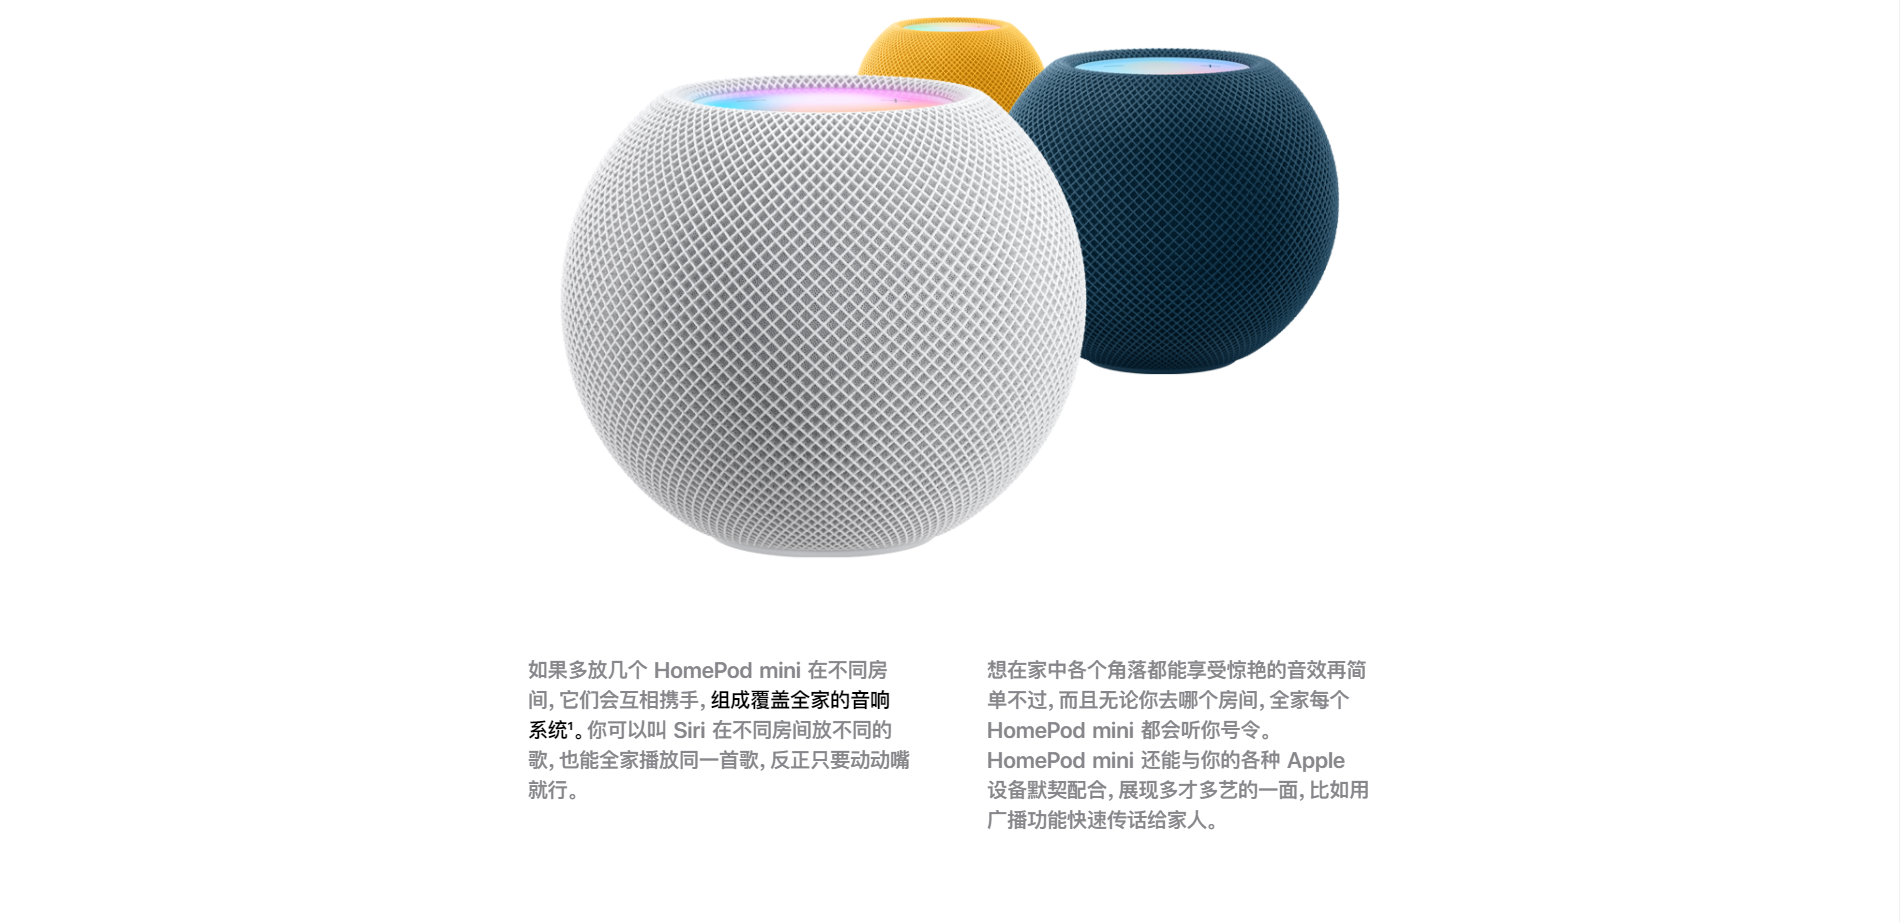 如果多放几个 HomePod mini 在不同房
间，它们会互相携手，组成覆盖全家的音响
系统¹。你可以叫 Siri 在不同房间放不同的
歌，也能全家播放同一首歌，反正只要动动嘴
就行。
想在家中各个角落都能享受惊艳的音效再简
单不过，而且无论你去哪个房间，全家每个
HomePod mini 都会听你号令。
HomePod mini 还能与你的各种 Apple
设备默契配合，展现多才多艺的一面，比如用
广播功能快速传话给家人。